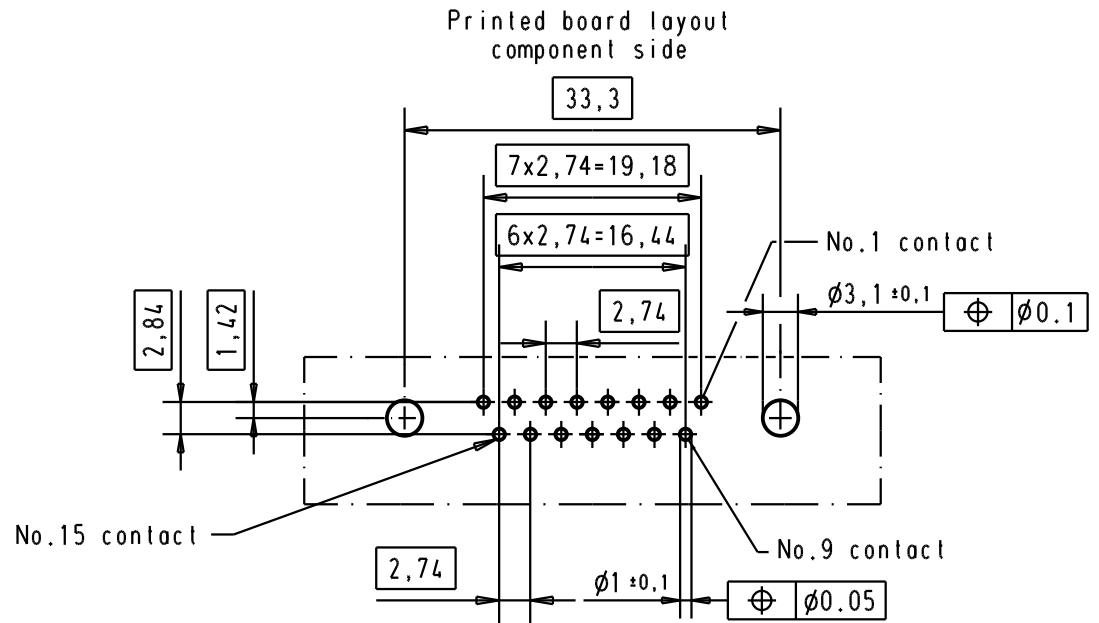 Printed board layout
component side
33,3
7x2,74=19,18
6x2,74=16,44
No.1 contact
2,84
1,42
2,74
Ø3,1 ±0,1
⌖ Ø0.1
No.15 contact
No.9 contact
2,74
Ø1 ±0,1
⌖ Ø0.05